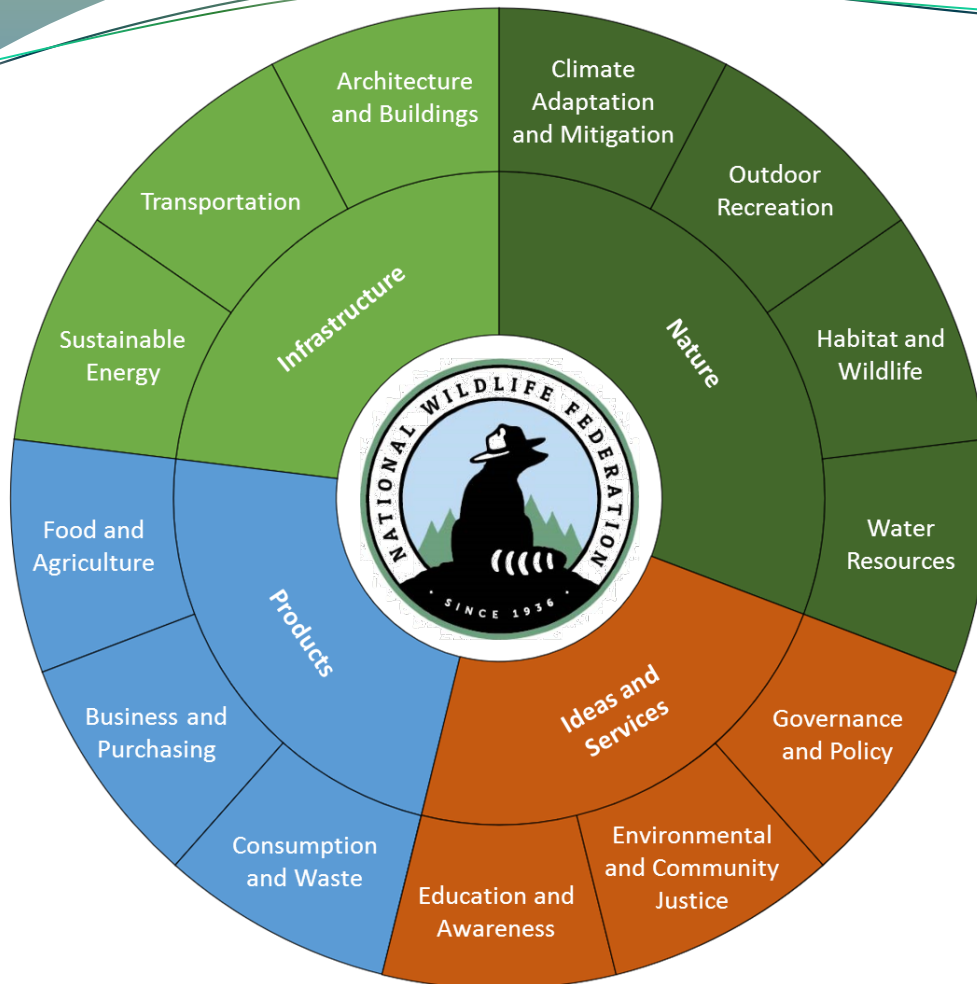 Architecture
and Buildings
Climate
Adaptation
and Mitigation
Transportation
Outdoor
Recreation
Sustainable
Energy
Infrastructure
Nature
Habitat and
Wildlife
NATIONAL WILDLIFE FEDERATION
· SINCE 1936 ·
Food and
Agriculture
Water
Resources
Products
Ideas and
Services
Business and
Purchasing
Governance
and Policy
Consumption
and Waste
Environmental
and Community
Justice
Education and
Awareness